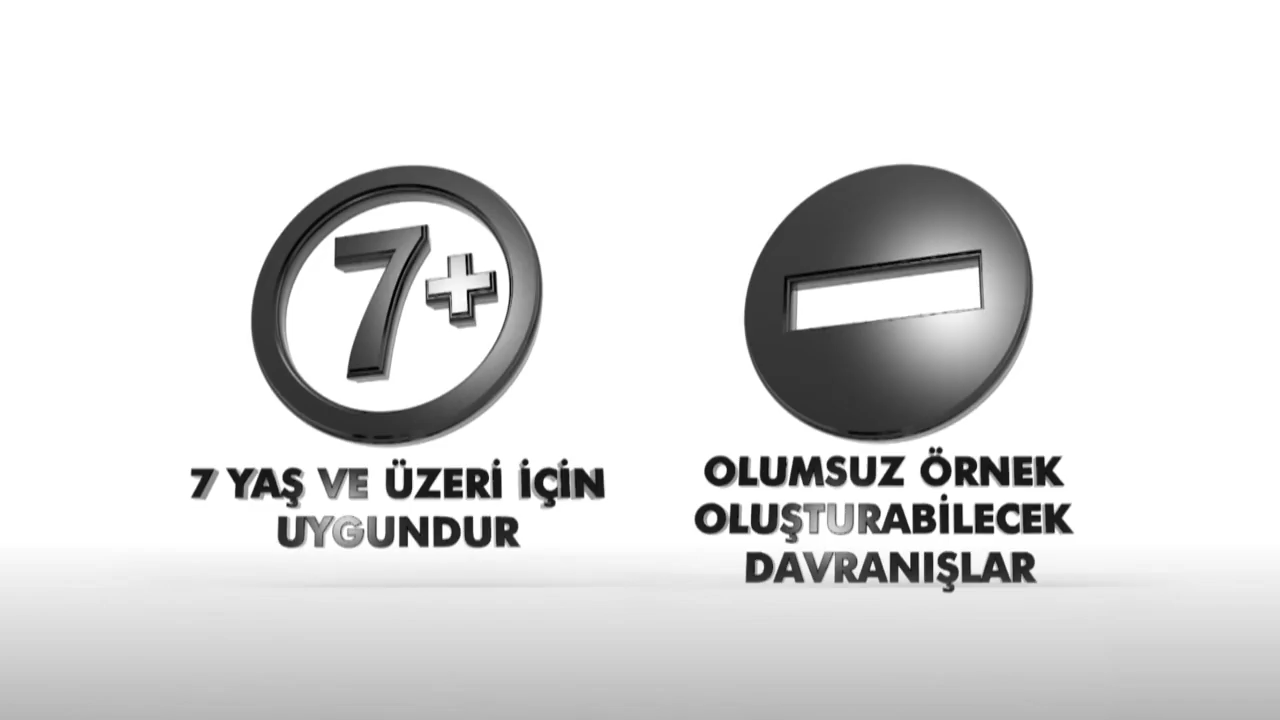 7+
7 YAŞ VE ÜZERİ İÇİN
UYGUNDUR
OLUMSUZ ÖRNEK
OLUŞTURABİLECEK
DAVRANIŞLAR